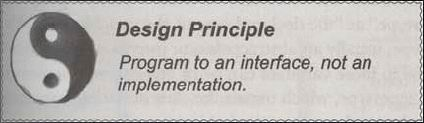 Design Principle
Program to an interface, not an
implementation.